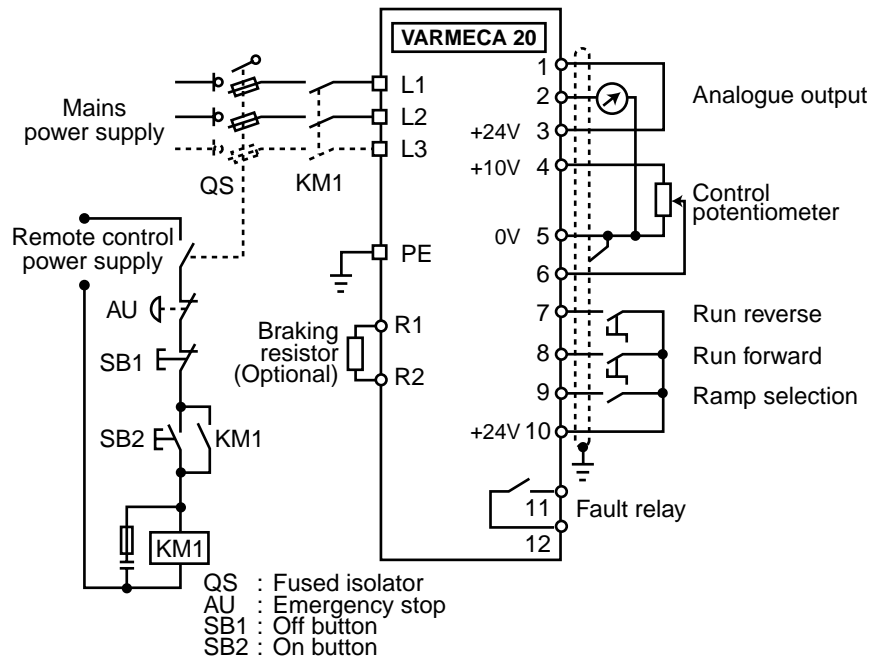 VARMECA 20
L1
L2
L3
Mains
power supply
QS
KM1
1
2
+24V 3
+10V 4
0V 5
6
Analogue output
Control
potentiometer
Remote control
power supply
PE
AU
SB1
SB2
KM1
KM1
Braking
resistor
(Optional)
R1
R2
7
8
9
+24V 10
Run reverse
Run forward
Ramp selection
11
12
Fault relay
QS : Fused isolator
AU : Emergency stop
SB1 : Off button
SB2 : On button